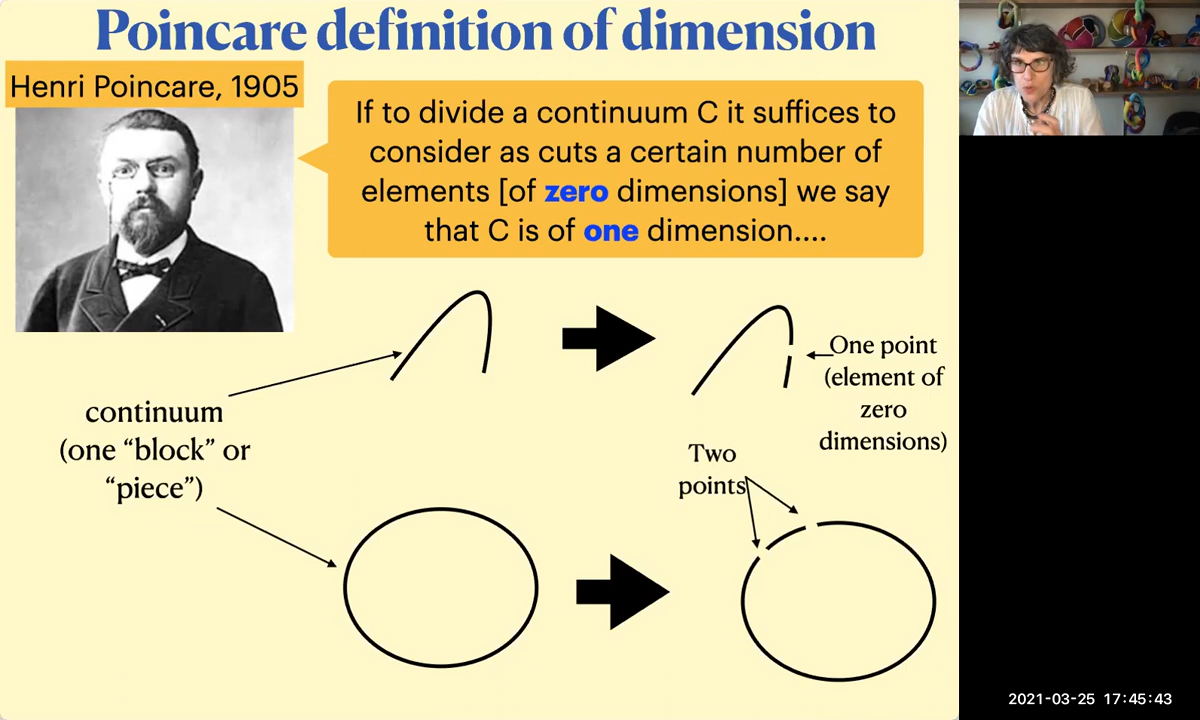 Poincare definition of dimension
Henri Poincare, 1905
If to divide a continuum C it suffices to
consider as cuts a certain number of
elements [of zero dimensions] we say
that C is of one dimension....
One point
(element of
zero
dimensions)
continuum
(one “block” or
“piece”)
Two
points
2021-03-25 17:45:43